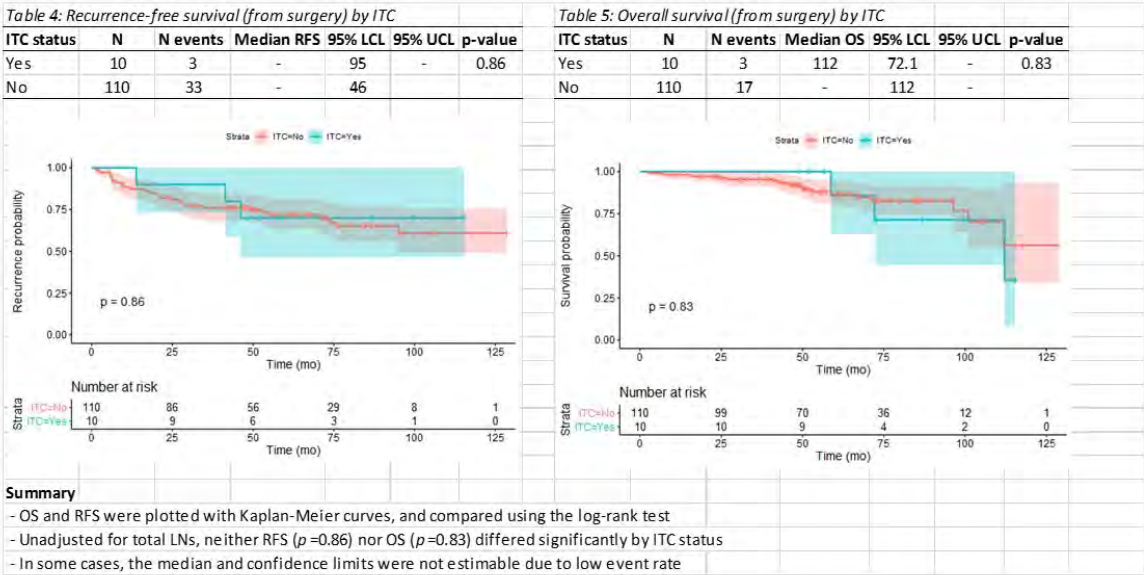 Table 4: Recurrence-free survival (from surgery) by ITC
ITC status N N events Median RFS 95% LCL 95% UCL p-value
Yes 10 3 - 95 - 0.86
No 110 33 - 46
Strata ITC=No ITC=Yes
Recurrence probability
1.00
0.75
0.50
0.25
0.00
p = 0.86
0 25 50 75 100 125
Time (mo)
Number at risk
Strata
ITC=No 110 86 56 29 8 1
ITC=Yes 10 9 6 3 1 0
0 25 50 75 100 125
Time (mo)
Table 5: Overall survival (from surgery) by ITC
ITC status N N events Median OS 95% LCL 95% UCL p-value
Yes 10 3 112 72.1 - 0.83
No 110 17 - 112 -
Strata ITC=No ITC=Yes
Survival probability
1.00
0.75
0.50
0.25
0.00
p = 0.83
0 25 50 75 100 125
Time (mo)
Number at risk
Strata
ITC=No 110 99 70 36 12 1
ITC=Yes 10 10 9 4 2 0
0 25 50 75 100 125
Time (mo)
Summary
- OS and RFS were plotted with Kaplan-Meier curves, and compared using the log-rank test
- Unadjusted for total LNs, neither RFS (p =0.86) nor OS (p =0.83) differed significantly by ITC status
- In some cases, the median and confidence limits were not estimable due to low event rate